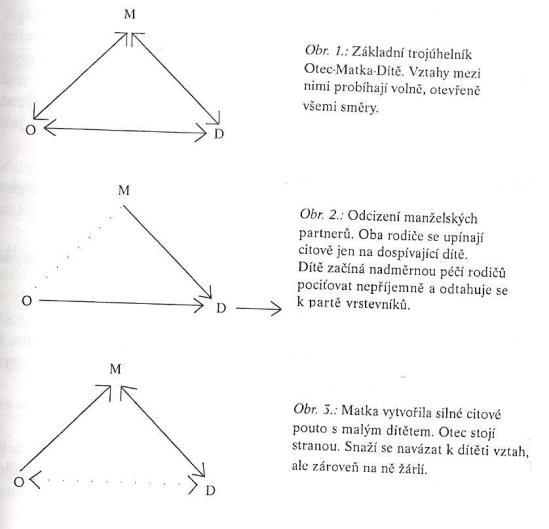 M
Obr. 1.: Základní trojúhelník
Otec-Matka-Dítě. Vztahy mezi
nimi probíhají volně, otevřeně
všemi směry.
O
D
M
Obr. 2.: Odcizení manželských
partnerů. Oba rodiče se upínají
citově jen na dospívající dítě.
Dítě začíná nadměrnou péčí rodičů
pociťovat nepříjemně a odtahuje se
k partě vrstevníků.
O
D
M
Obr. 3.: Matka vytvořila silné citové
pouto s malým dítětem. Otec stojí
stranou. Snaží se navázat k dítěti vztah,
ale zároveň na ně žárlí.
O
D